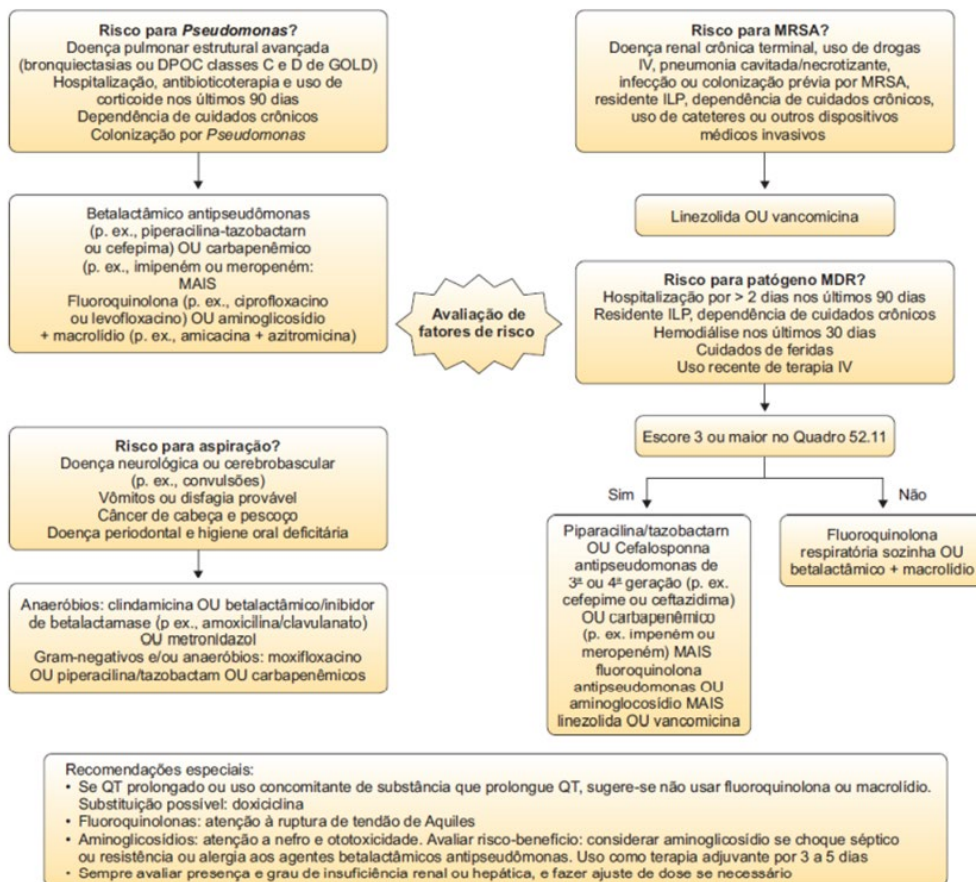 Risco para Pseudomonas?
Doença pulmonar estrutural avançada
(bronquiectasias ou DPOC classes C e D de GOLD)
Hospitalização, antibioticoterapia e uso de
corticoide nos últimos 90 dias
Dependência de cuidados crônicos
Colonização por Pseudomonas
Betalactâmico antipseudômonas
(p. ex., piperacilina-tazobactarn
ou cefepima) OU carbapenêmico
(p. ex., imipeném ou meropeném:
MAIS
Fluoroquinolona (p. ex., ciprofloxacino
ou levofloxacino) OU aminoglicosídio
+ macrolídio (p. ex., amicacina + azitromicina)
Risco para aspiração?
Doença neurológica ou cerebrobascular
(p. ex., convulsões)
Vômitos ou disfagia provável
Câncer de cabeça e pescoço
Doença periodontal e higiene oral deficitária
Anaeróbios: clindamicina OU betalactâmico/inibidor
de betalactamase (p ex., amoxicilina/clavulanato)
OU metronidazol
Gram-negativos e/ou anaeróbios: moxifloxacino
OU piperacilina/tazobactam OU carbapenêmicos
Avaliação de
fatores de risco
Risco para MRSA?
Doença renal crônica terminal, uso de drogas
IV, pneumonia cavitada/necrotizante,
infecção ou colonização prévia por MRSA,
residente ILP, dependência de cuidados crônicos,
uso de cateteres ou outros dispositivos
médicos invasivos
Linezolida OU vancomicina
Risco para patógeno MDR?
Hospitalização por > 2 dias nos últimos 90 dias
Residente ILP, dependência de cuidados crônicos
Hemodiálise nos últimos 30 dias
Cuidados de feridas
Uso recente de terapia IV
Escore 3 ou maior no Quadro 52.11
Sim
Não
Piparacilina/tazobactarn
OU Cefalosponna
antipseudomonas de
3ª ou 4ª geração (p. ex.
cefepime ou ceftazidima)
OU carbapenêmico
(p. ex. impeném ou
meropeném) MAIS
fluoroquinolona
antipseudomonas OU
aminoglocosídio MAIS
linezolida OU vancomicina
Fluoroquinolona
respiratória sozinha OU
betalactâmico + macrolídio
Recomendações especiais:
• Se QT prolongado ou uso concomitante de substância que prolongue QT, sugere-se não usar fluoroquinolona ou macrolídio.
Substituição possível: doxiciclina
• Fluoroquinolonas: atenção à ruptura de tendão de Aquiles
• Aminoglicosídios: atenção a nefro e ototoxicidade. Avaliar risco-benefício: considerar aminoglicosídio se choque séptico
ou resistência ou alergia aos agentes betalactâmicos antipseudômonas. Uso como terapia adjuvante por 3 a 5 dias
• Sempre avaliar presença e grau de insuficiência renal ou hepática, e fazer ajuste de dose se necessário